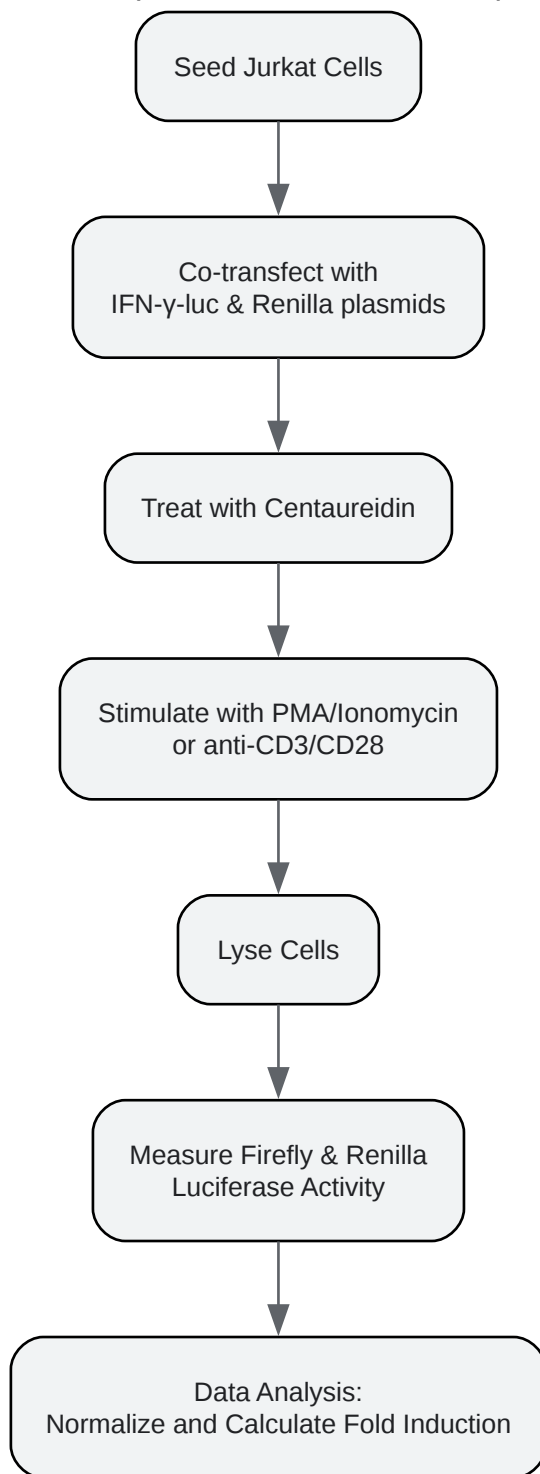 Seed Jurkat Cells
Co-transfect with
IFN-γ-luc & Renilla plasmids
Treat with Centaureidin
Stimulate with PMA/Ionomycin
or anti-CD3/CD28
Lyse Cells
Measure Firefly & Renilla
Luciferase Activity
Data Analysis:
Normalize and Calculate Fold Induction